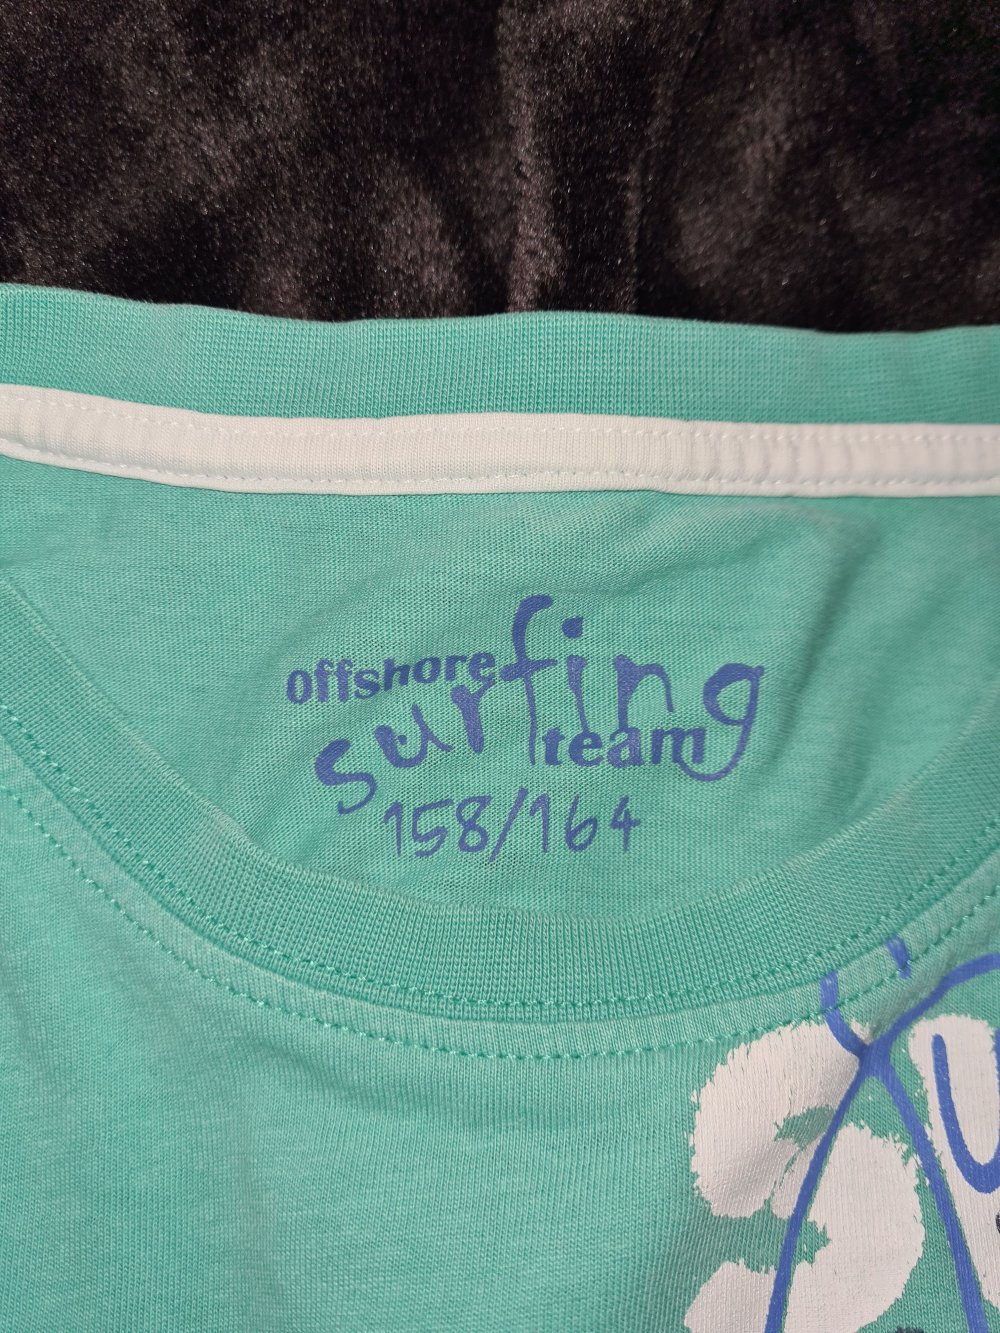 offshore
surfing
team
158/164